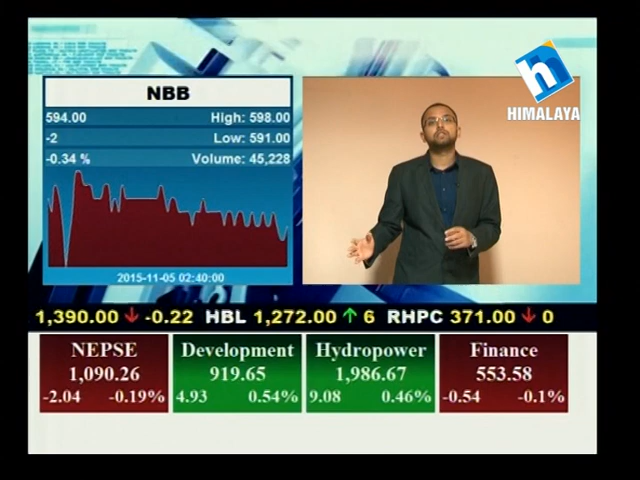 HIMALAYA
NBB
594.00 High: 598.00
-2 Low: 591.00
-0.34 % Volume: 45,228
2015-11-05 02:40:00
1,390.00 -0.22 HBL 1,272.00 6 RHPC 371.00 0
NEPSE Development Hydropower Finance
1,090.26 919.65 1,986.67 553.58
-2.04 -0.19% 4.93 0.54% 9.08 0.46% -0.54 -0.1%